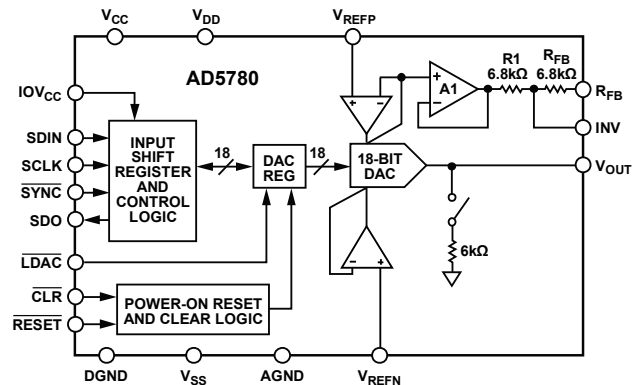 VCC
VDD
VREFP
AD5780
IOVCC
SDIN
SCLK
SYNC
SDO
LDAC
CLR
RESET
INPUT
SHIFT
REGISTER
AND
CONTROL
LOGIC
18
DAC
REG
18
18-BIT
DAC
A1
R1
6.8kΩ
RFB
6.8kΩ
RFB
INV
VOUT
6kΩ
POWER-ON RESET
AND CLEAR LOGIC
DGND
VSS
AGND
VREFN